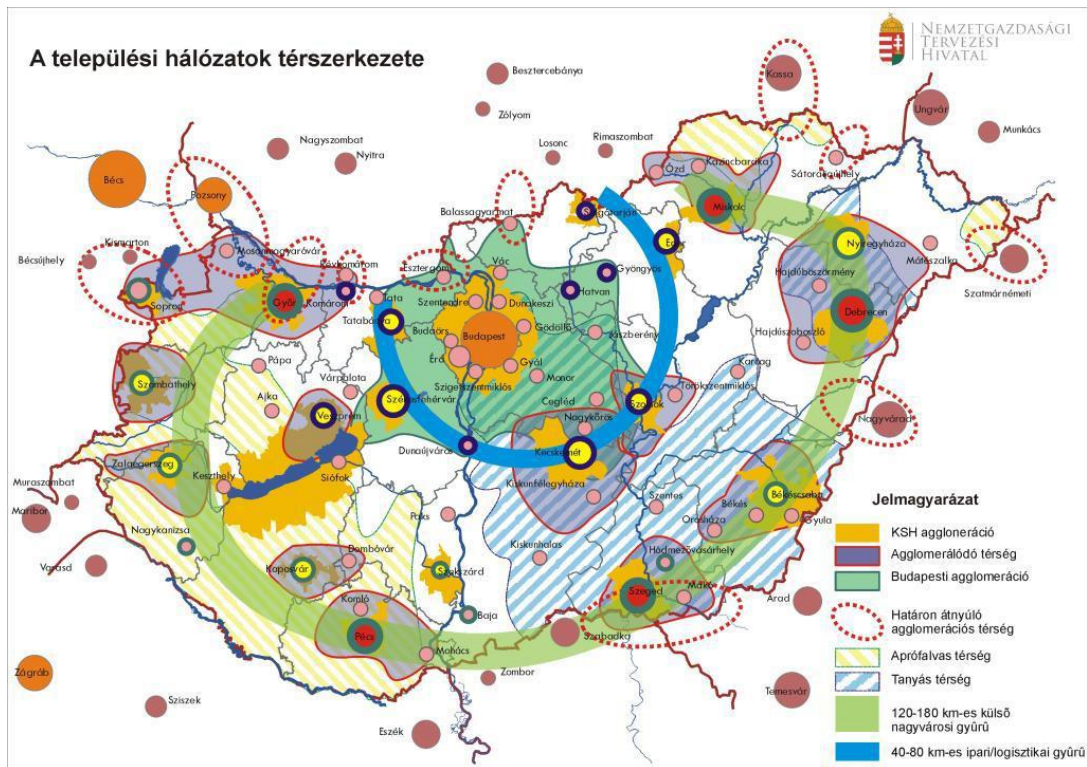 A települési hálózatok térszerkezete
NEMZETGAZDASÁGI
TERVEZÉSI
HIVATAL
Besztercebánya
Kassa
Zólyom
Ungvár
Munkács
Nagyszombat
Nyitra
Losonc
Rimaszombat
Bécs
Pozsony
Ózd
Kazincbarcika
Sátoraljaújhely
Miskolc
Balassagyarmat
Salgótarján
Eger
Nyíregyháza
Mátészalka
Szatmárnémeti
Bécsújhely
Kismarton
Mosonmagyaróvár
Révkomárom
Esztergom
Vác
Gyöngyös
Hajdúböszörmény
Sopron
Győr
Komárom
Tata
Szentendre
Dunakeszi
Hatvan
Debrecen
Tatabánya
Budaörs
Budapest
Gödöllő
Jászberény
Hajdúszoboszló
Pápa
Érd
Gyál
Monor
Karcag
Szombathely
Várpalota
Szigetszentmiklós
Törökszentmiklós
Ajka
Veszprém
Székesfehérvár
Cegléd
Szolnok
Nagyvárad
Nagykőrös
Dunaújváros
Kecskemét
Zalaegerszeg
Keszthely
Siófok
Kiskunfélegyháza
Muraszombat
Maribor
Szentes
Békés
Békéscsaba
Gyula
Orosháza
Nagykanizsa
Paks
Varasd
Dombóvár
Kiskunhalas
Hódmezővásárhely
Kaposvár
Szekszárd
Komló
Baja
Szeged
Makó
Arad
Pécs
Mohács
Szabadka
Zágráb
Zombor
Temesvár
Sziszek
Eszék
Jelmagyarázat
KSH agglomeráció
Agglomerálódó térség
Budapesti agglomeráció
Határon átnyúló
agglomerációs térség
Aprófalvas térség
Tanyás térség
120-180 km-es külső
nagyvárosi gyűrű
40-80 km-es ipari/logisztikai gyűrű